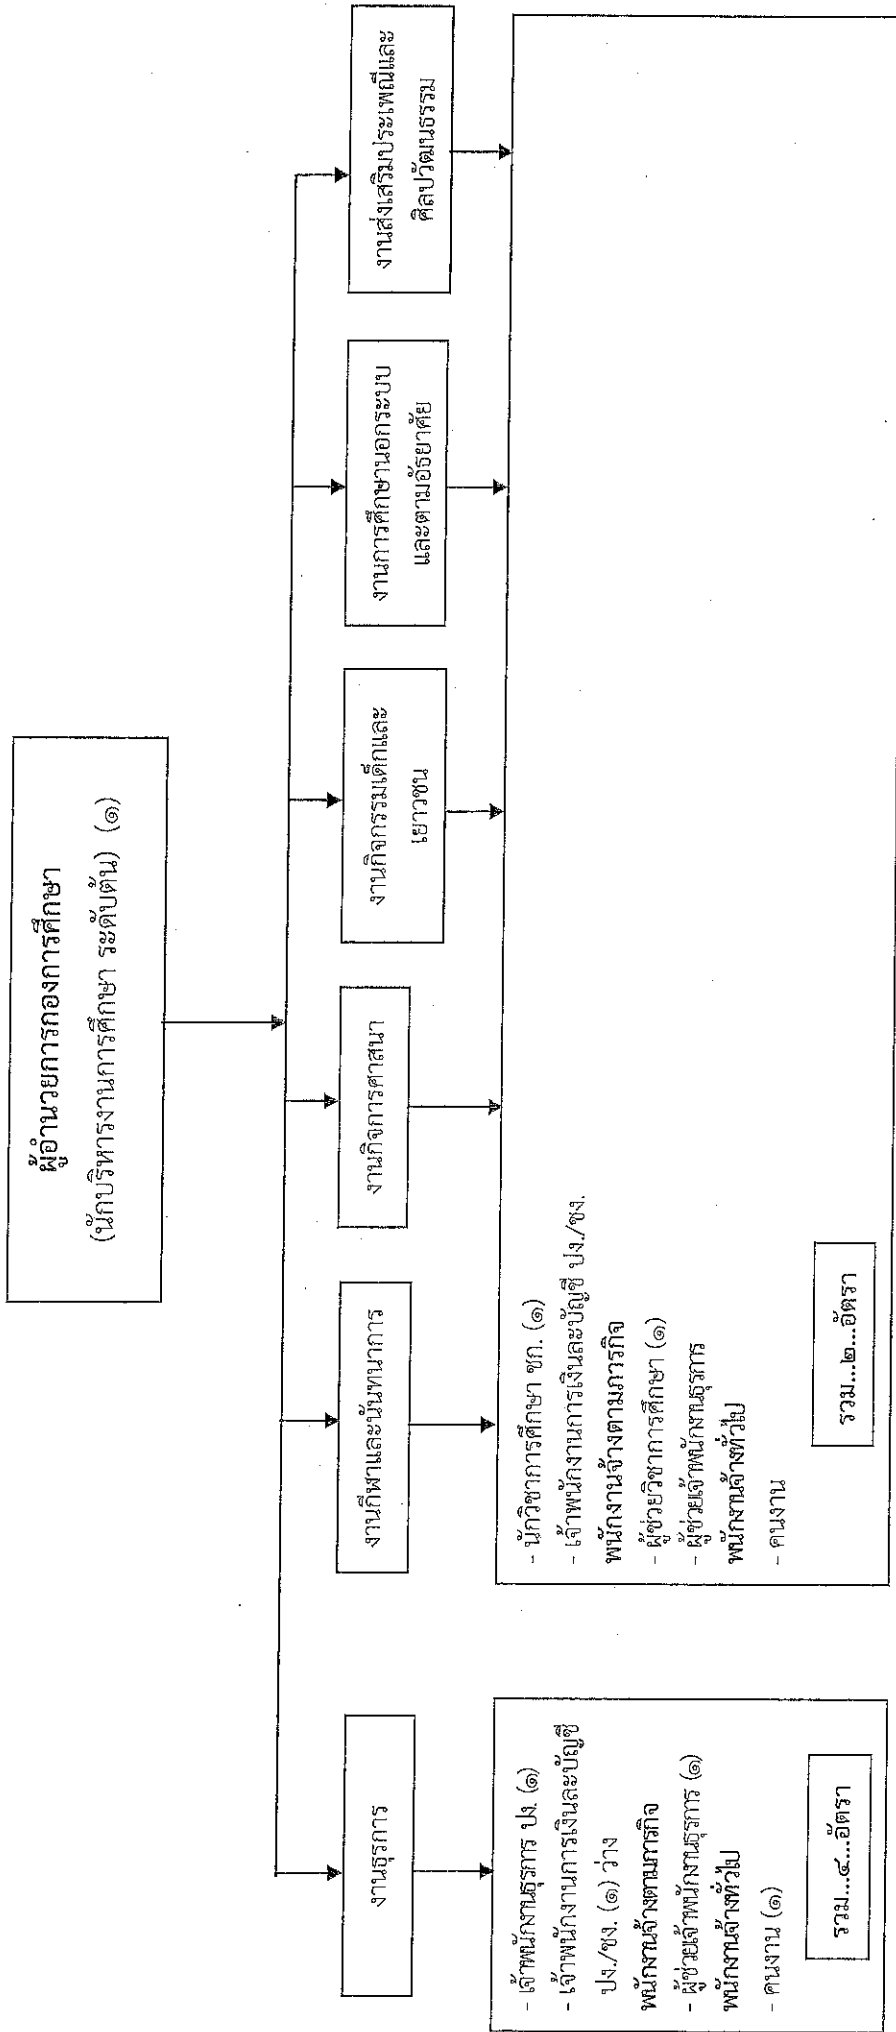 ผู้อำนวยการกองการศึกษา
(นักบริหารงานการศึกษา ระดับต้น) (๑)
งานธุรการ
งานกีฬาและนันทนาการ
งานกิจการศาสนา
งานกิจกรรมเด็กและ
เยาวชน
งานการศึกษานอกระบบ
และตามอัธยาศัย
งานส่งเสริมประเพณีและ
ศิลปวัฒนธรรม
- เจ้าพนักงานธุรการ ปง. (๑)
- เจ้าพนักงานการเงินละบัญชี
ปง./ชง. (๑) ว่าง
พนักงานจ้างตามภารกิจ
- ผู้ช่วยเจ้าพนักงานธุรการ (๑)
พนักงานจ้างทั่วไป
- คนงาน (๑)
รวม...๔...อัตรา
- นักวิชาการศึกษา ชก. (๑)
- เจ้าพนักงานการเงินละบัญชี ปง./ชง.
พนักงานจ้างตามภารกิจ
- ผู้ช่วยวิชาการศึกษา (๑)
- ผู้ช่วยเจ้าพนักงานธุรการ
พนักงานจ้างทั่วไป
- คนงาน
รวม...๒...อัตรา